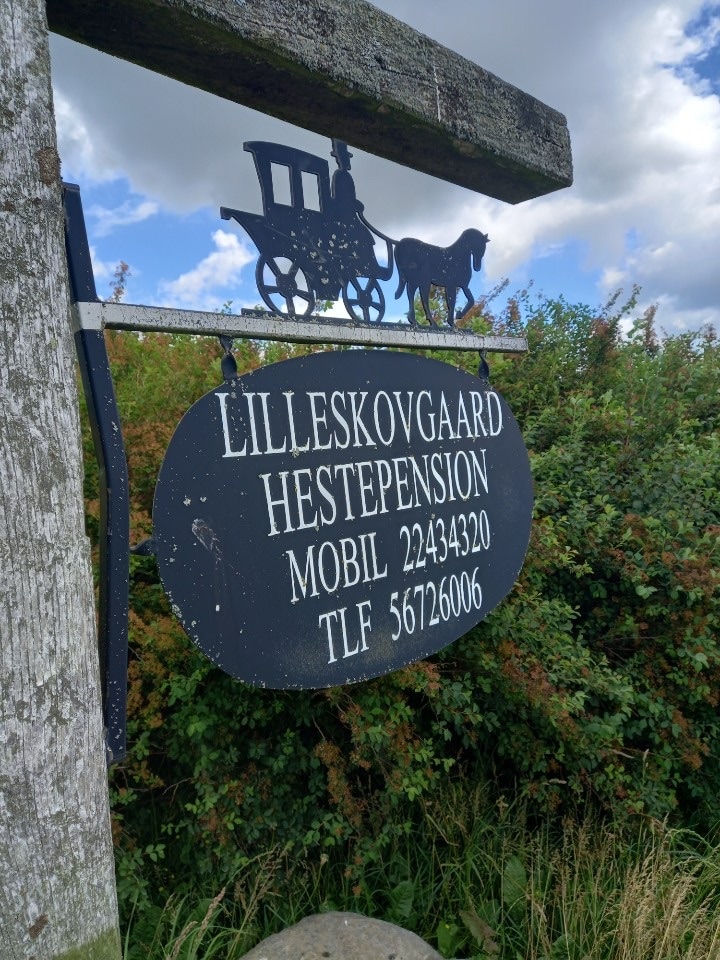 LILLESKOVGAARD
HESTEPENSION
MOBIL 22434320
TLF 56726006